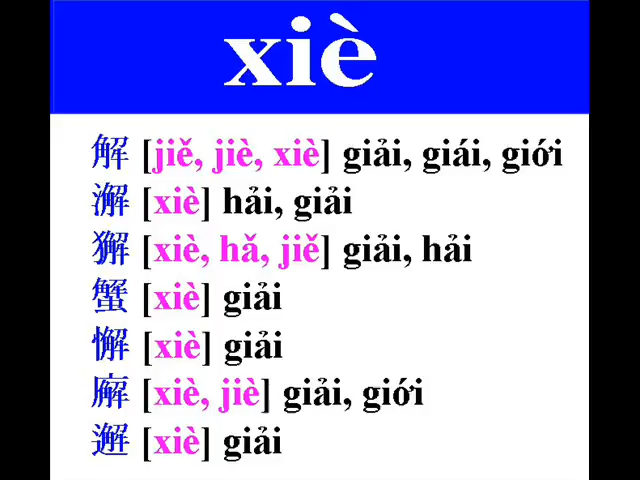 xiè
解 [jiě, jiè, xiè] giải, giái, giới
澥 [xiè] hải, giải
獬 [xiè, hǎ, jiě] giải, hải
蟹 [xiè] giải
懈 [xiè] giải
廨 [xiè, jiè] giải, giới
邂 [xiè] giải